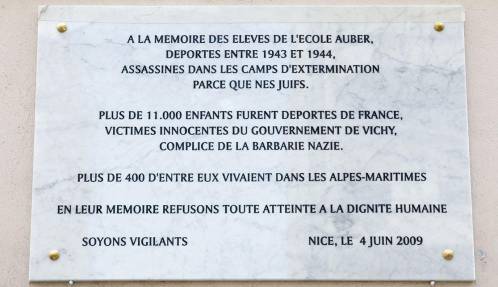 A LA MEMOIRE DES ELEVES DE L'ECOLE AUBER,
DEPORTES ENTRE 1943 ET 1944,
ASSASSINES DANS LES CAMPS D'EXTERMINATION
PARCE QUE NES JUIFS.
PLUS DE 11.000 ENFANTS FURENT DEPORTES DE FRANCE,
VICTIMES INNOCENTES DU GOUVERNEMENT DE VICHY,
COMPLICE DE LA BARBARIE NAZIE.
PLUS DE 400 D'ENTRE EUX VIVAIENT DANS LES ALPES-MARITIMES
EN LEUR MEMOIRE REFUSONS TOUTE ATTEINTE A LA DIGNITE HUMAINE
SOYONS VIGILANTS NICE, LE 4 JUIN 2009